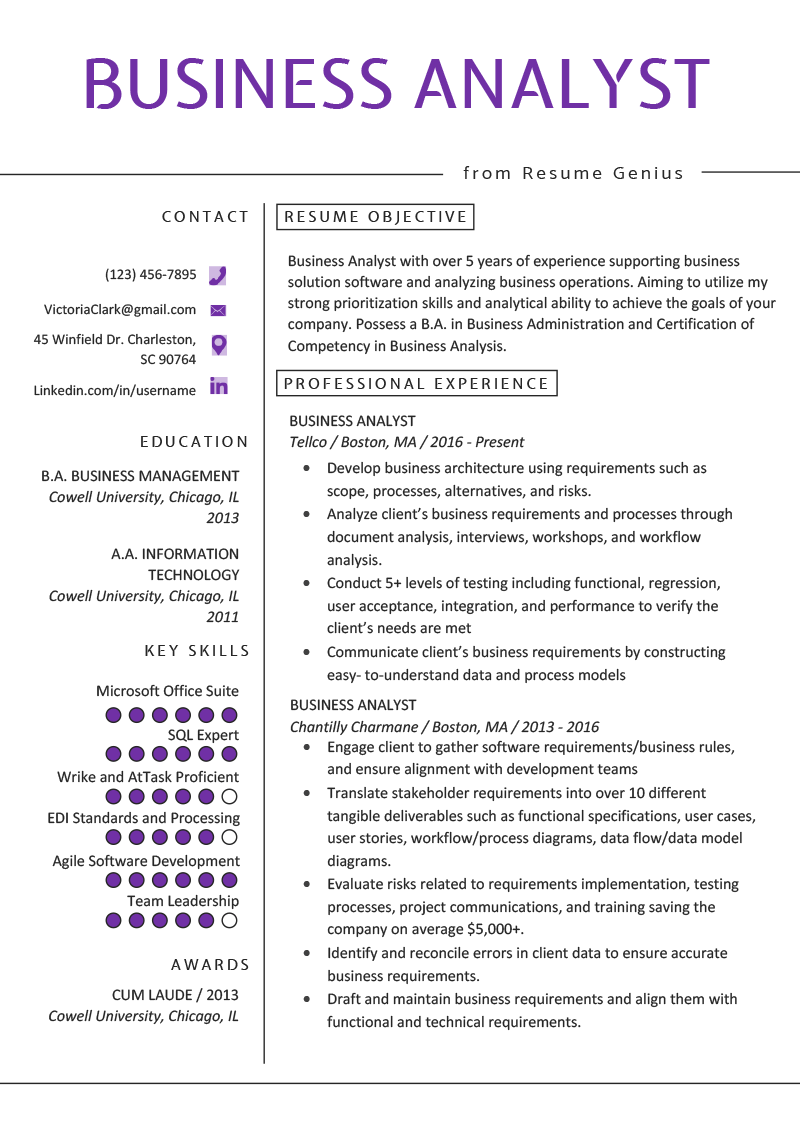 BUSINESS ANALYST
from Resume Genius
CONTACT
(123) 456-7895
VictoriaClark@gmail.com
45 Winfield Dr. Charleston,
SC 90764
Linkedin.com/in/username
EDUCATION
B.A. BUSINESS MANAGEMENT
Cowell University, Chicago, IL
2013
A.A. INFORMATION
TECHNOLOGY
Cowell University, Chicago, IL
2011
KEY SKILLS
Microsoft Office Suite
SQL Expert
Wrike and AtTask Proficient
EDI Standards and Processing
Agile Software Development
Team Leadership
AWARDS
CUM LAUDE / 2013
Cowell University, Chicago, IL
RESUME OBJECTIVE
Business Analyst with over 5 years of experience supporting business
solution software and analyzing business operations. Aiming to utilize my
strong prioritization skills and analytical ability to achieve the goals of your
company. Possess a B.A. in Business Administration and Certification of
Competency in Business Analysis.
PROFESSIONAL EXPERIENCE
BUSINESS ANALYST
Tellco / Boston, MA / 2016 - Present
• Develop business architecture using requirements such as
scope, processes, alternatives, and risks.
• Analyze client’s business requirements and processes through
document analysis, interviews, workshops, and workflow
analysis.
• Conduct 5+ levels of testing including functional, regression,
user acceptance, integration, and performance to verify the
client’s needs are met
• Communicate client’s business requirements by constructing
easy- to-understand data and process models
BUSINESS ANALYST
Chantilly Charmane / Boston, MA / 2013 - 2016
• Engage client to gather software requirements/business rules,
and ensure alignment with development teams
• Translate stakeholder requirements into over 10 different
tangible deliverables such as functional specifications, user cases,
user stories, workflow/process diagrams, data flow/data model
diagrams.
• Evaluate risks related to requirements implementation, testing
processes, project communications, and training saving the
company on average $5,000+.
• Identify and reconcile errors in client data to ensure accurate
business requirements.
• Draft and maintain business requirements and align them with
functional and technical requirements.